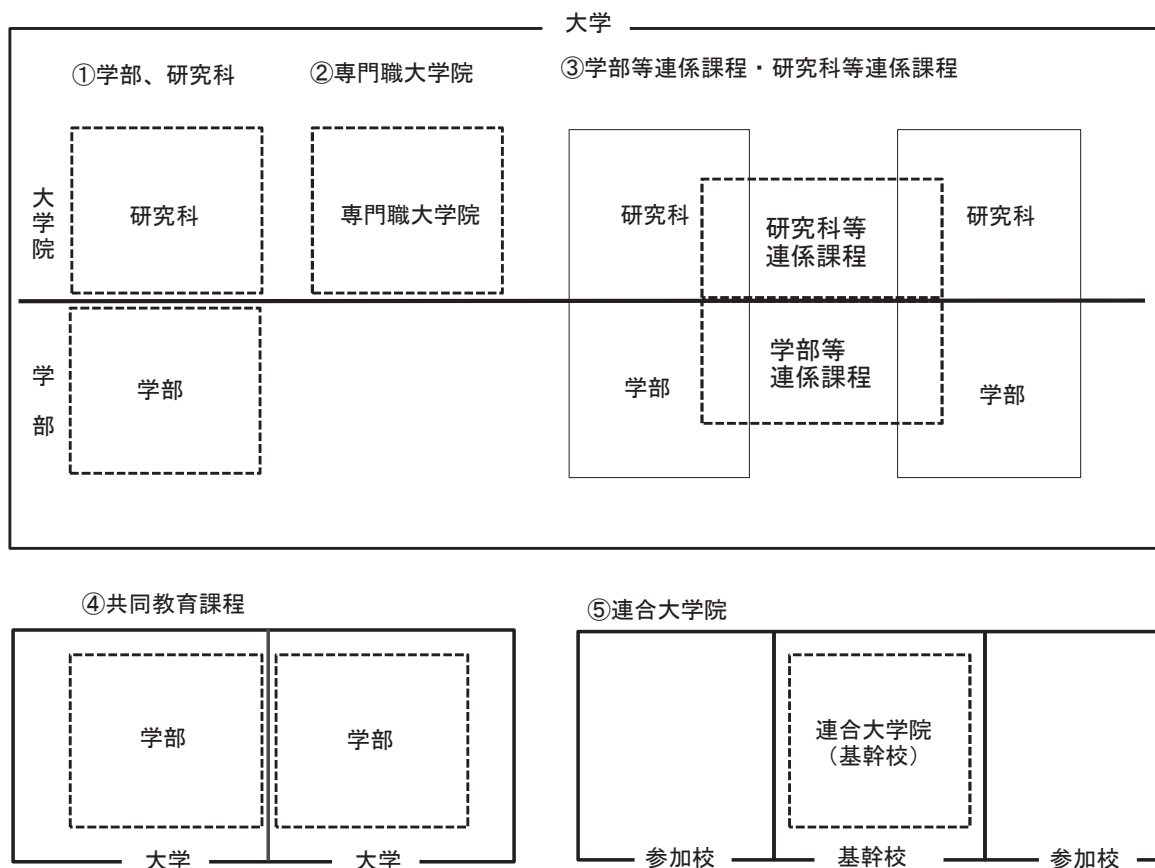 大学
①学部、研究科
②専門職大学院
③学部等連係課程・研究科等連係課程
大学院
研究科
専門職大学院
研究科
研究科等
連係課程
研究科
学部
学部
学部
学部等
連係課程
学部
④共同教育課程
学部
学部
大学
大学
⑤連合大学院
連合大学院
（基幹校）
参加校
基幹校
参加校